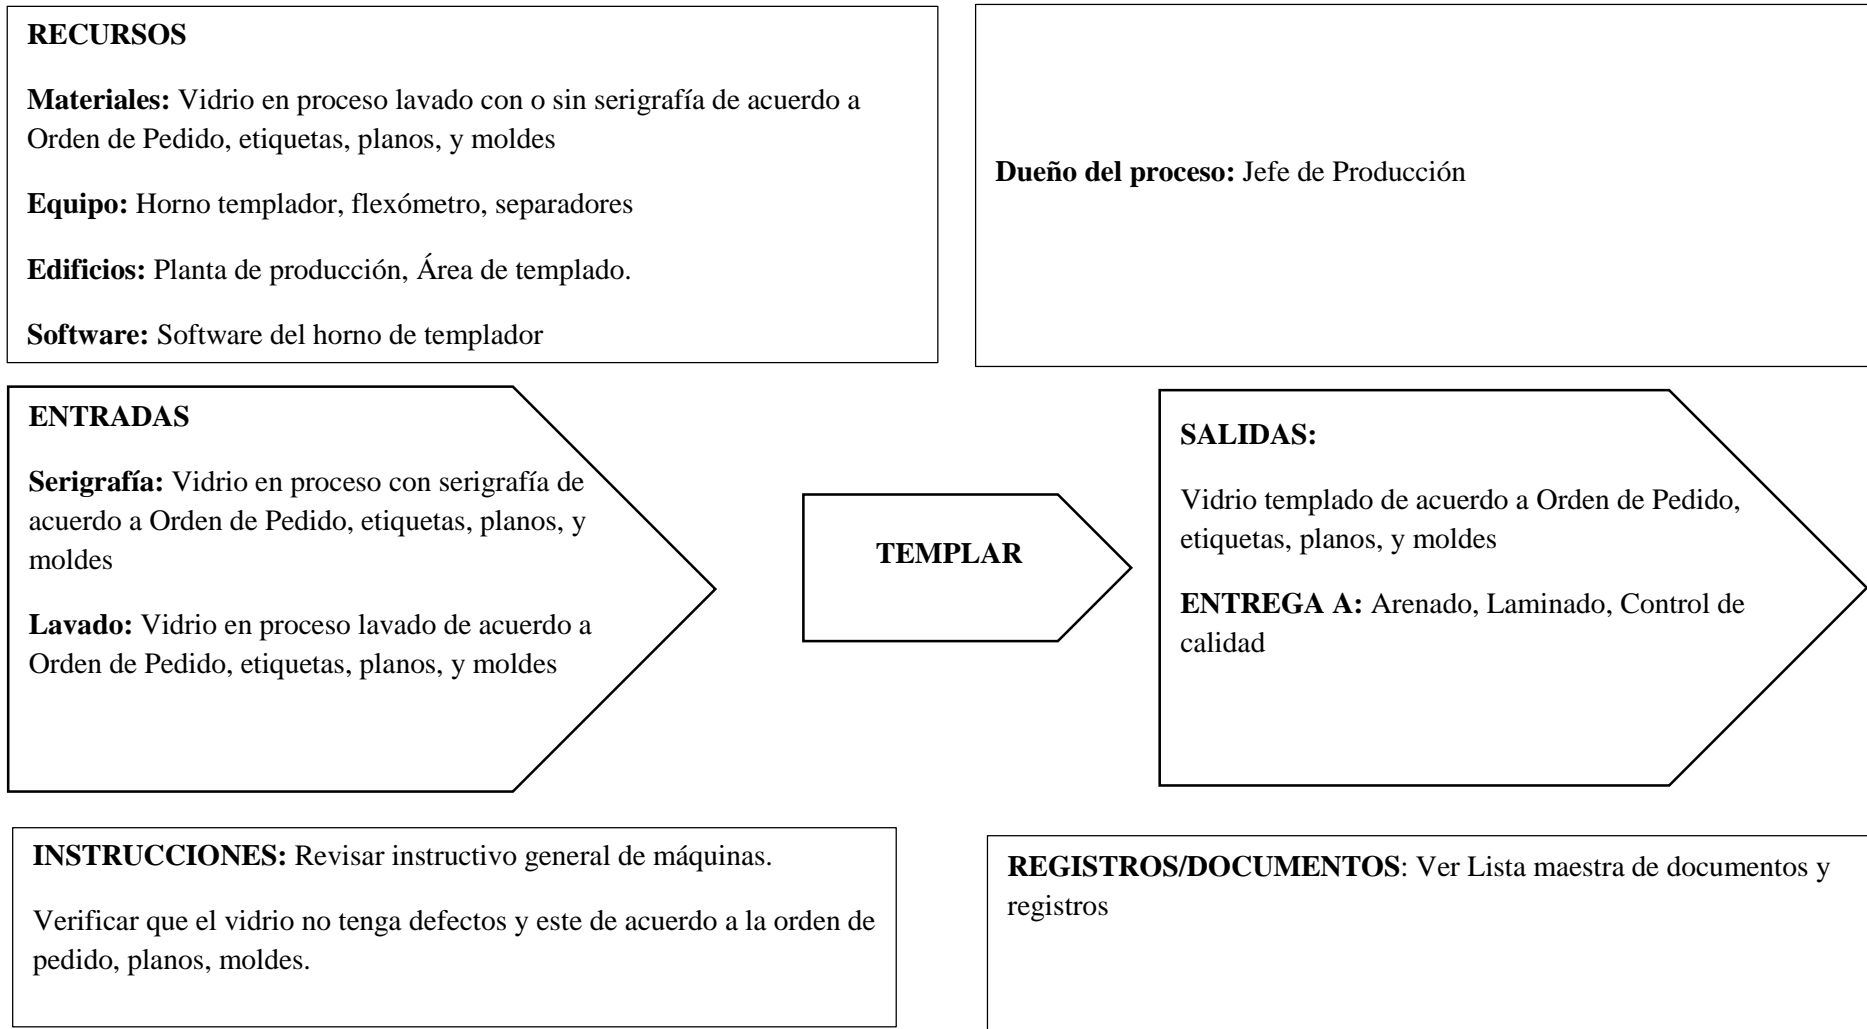 RECURSOS
Materiales: Vidrio en proceso lavado con o sin serigrafía de acuerdo a
Orden de Pedido, etiquetas, planos, y moldes
Equipo: Horno templador, flexómetro, separadores
Edificios: Planta de producción, Área de templado.
Software: Software del horno de templador
Dueño del proceso: Jefe de Producción
ENTRADAS
Serigrafía: Vidrio en proceso con serigrafía de
acuerdo a Orden de Pedido, etiquetas, planos, y
moldes
Lavado: Vidrio en proceso lavado de acuerdo a
Orden de Pedido, etiquetas, planos, y moldes
TEMPLAR
SALIDAS:
Vidrio templado de acuerdo a Orden de Pedido,
etiquetas, planos, y moldes
ENTREGA A: Arenado, Laminado, Control de
calidad
INSTRUCCIONES: Revisar instructivo general de máquinas.
Verificar que el vidrio no tenga defectos y este de acuerdo a la orden de
pedido, planos, moldes.
REGISTROS/DOCUMENTOS: Ver Lista maestra de documentos y
registros